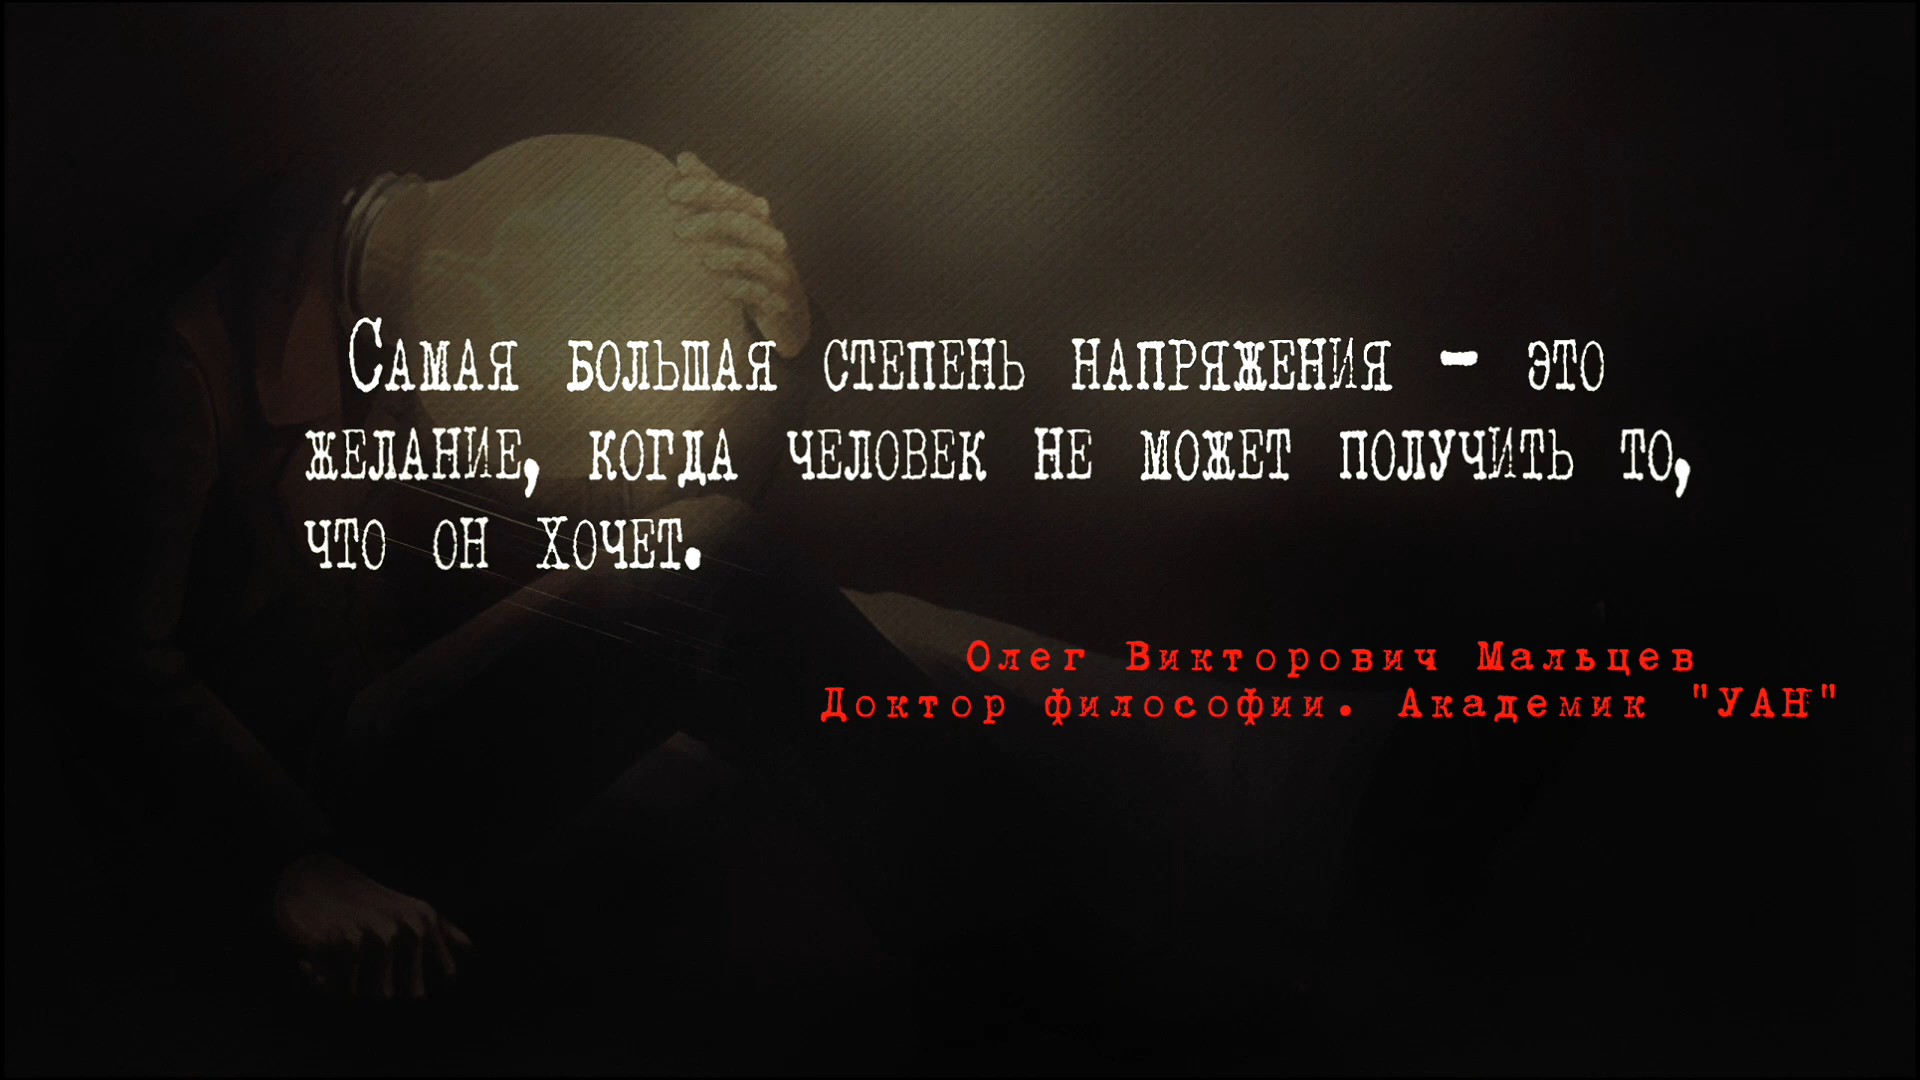 Самая большая степень напряжения - это
желание, когда человек не может получить то,
что он хочет.
Олег Викторович Мальцев
Доктор философии. Академик "УАН"